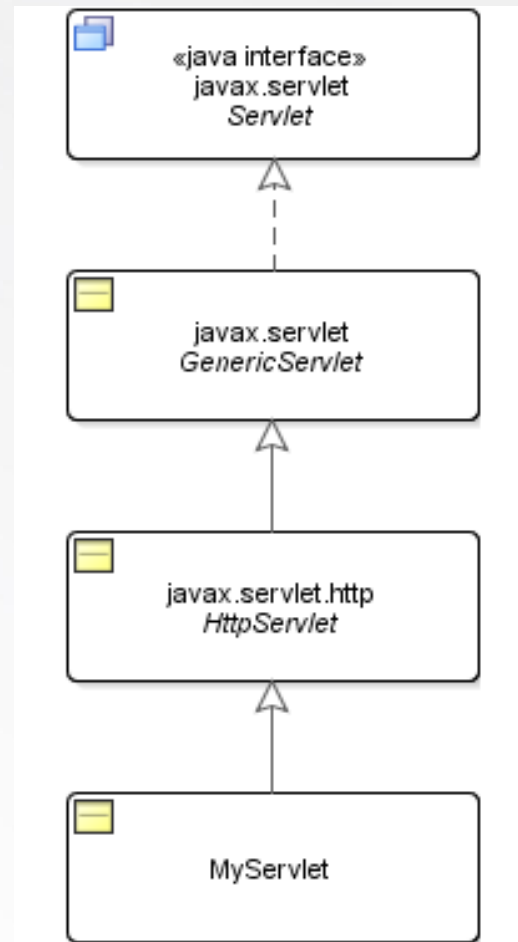 «java interface»
javax.servlet
Servlet
javax.servlet
GenericServlet
javax.servlet.http
HttpServlet
MyServlet